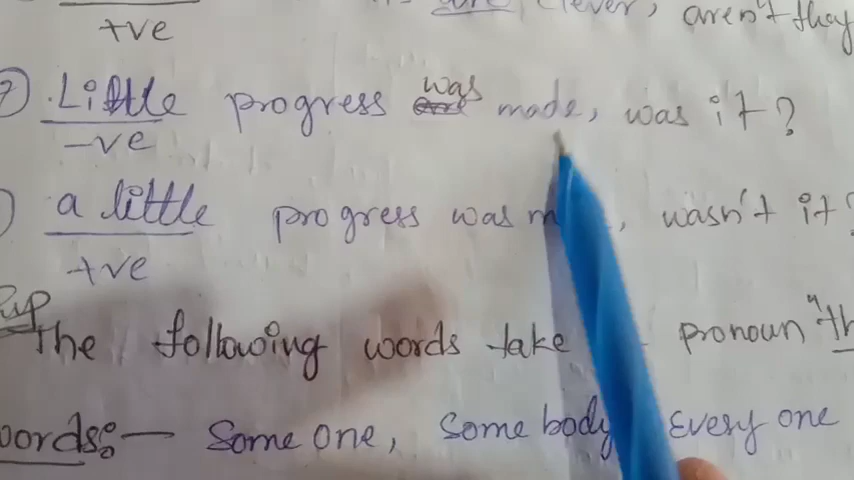 +ve
are clever, aren't they
7) Little progress was made, was it?
-ve
a little progress was m , wasn't it?
+ve
The following words take pronoun "th
words:- Some one, Some body Every one